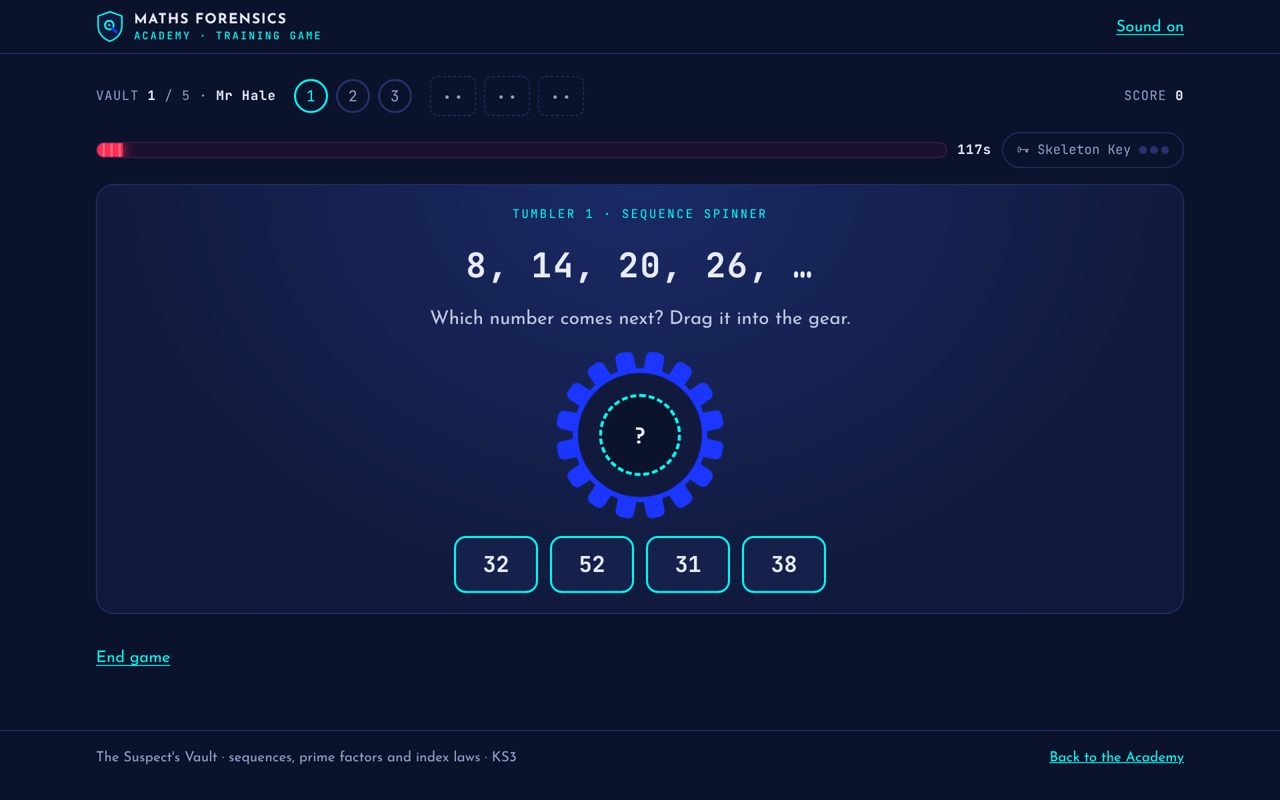 MATHS FORENSICS
ACADEMY · TRAINING GAME
Sound on
VAULT 1 / 5 · Mr Hale
1 2 3
SCORE 0
117s
Skeleton Key
TUMBLER 1 · SEQUENCE SPINNER
8, 14, 20, 26, …
Which number comes next? Drag it into the gear.
?
32 52 31 38
End game
The Suspect's Vault · sequences, prime factors and index laws · KS3
Back to the Academy